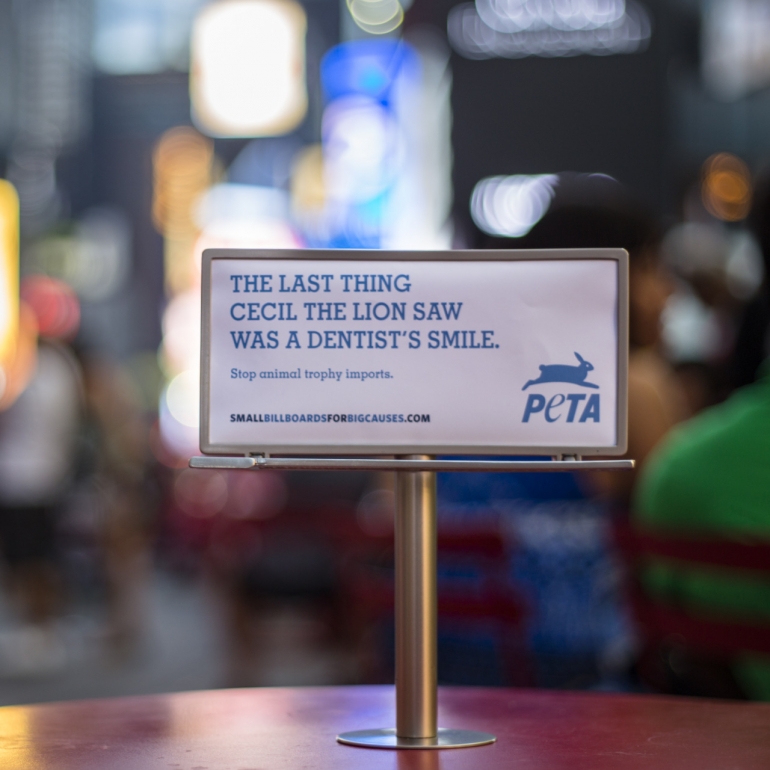 THE LAST THING
CECIL THE LION SAW
WAS A DENTIST'S SMILE.
Stop animal trophy imports.
SMALLBILLBOARDSFORBIGCAUSES.COM
PeTA